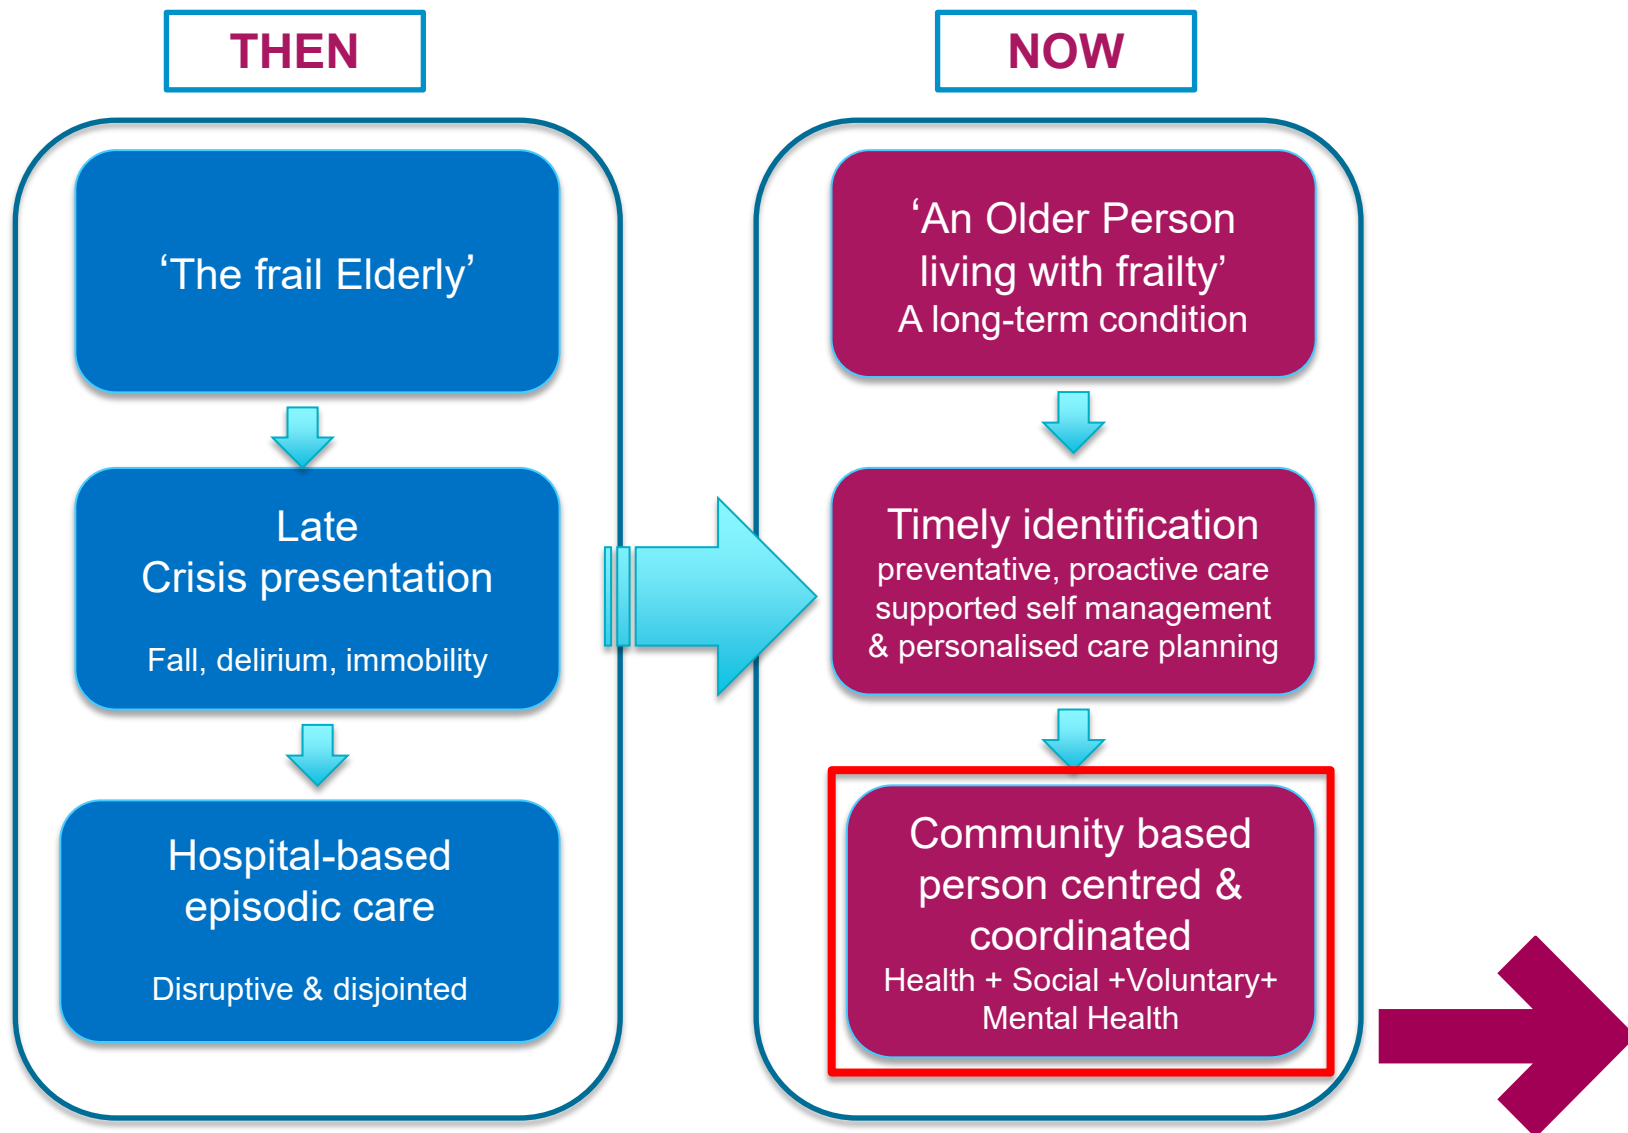 THEN
‘The frail Elderly’
Late
Crisis presentation
Fall, delirium, immobility
Hospital-based
episodic care
Disruptive & disjointed
NOW
‘An Older Person
living with frailty’
A long-term condition
Timely identification
preventative, proactive care
supported self management
& personalised care planning
Community based
person centred &
coordinated
Health + Social +Voluntary+
Mental Health